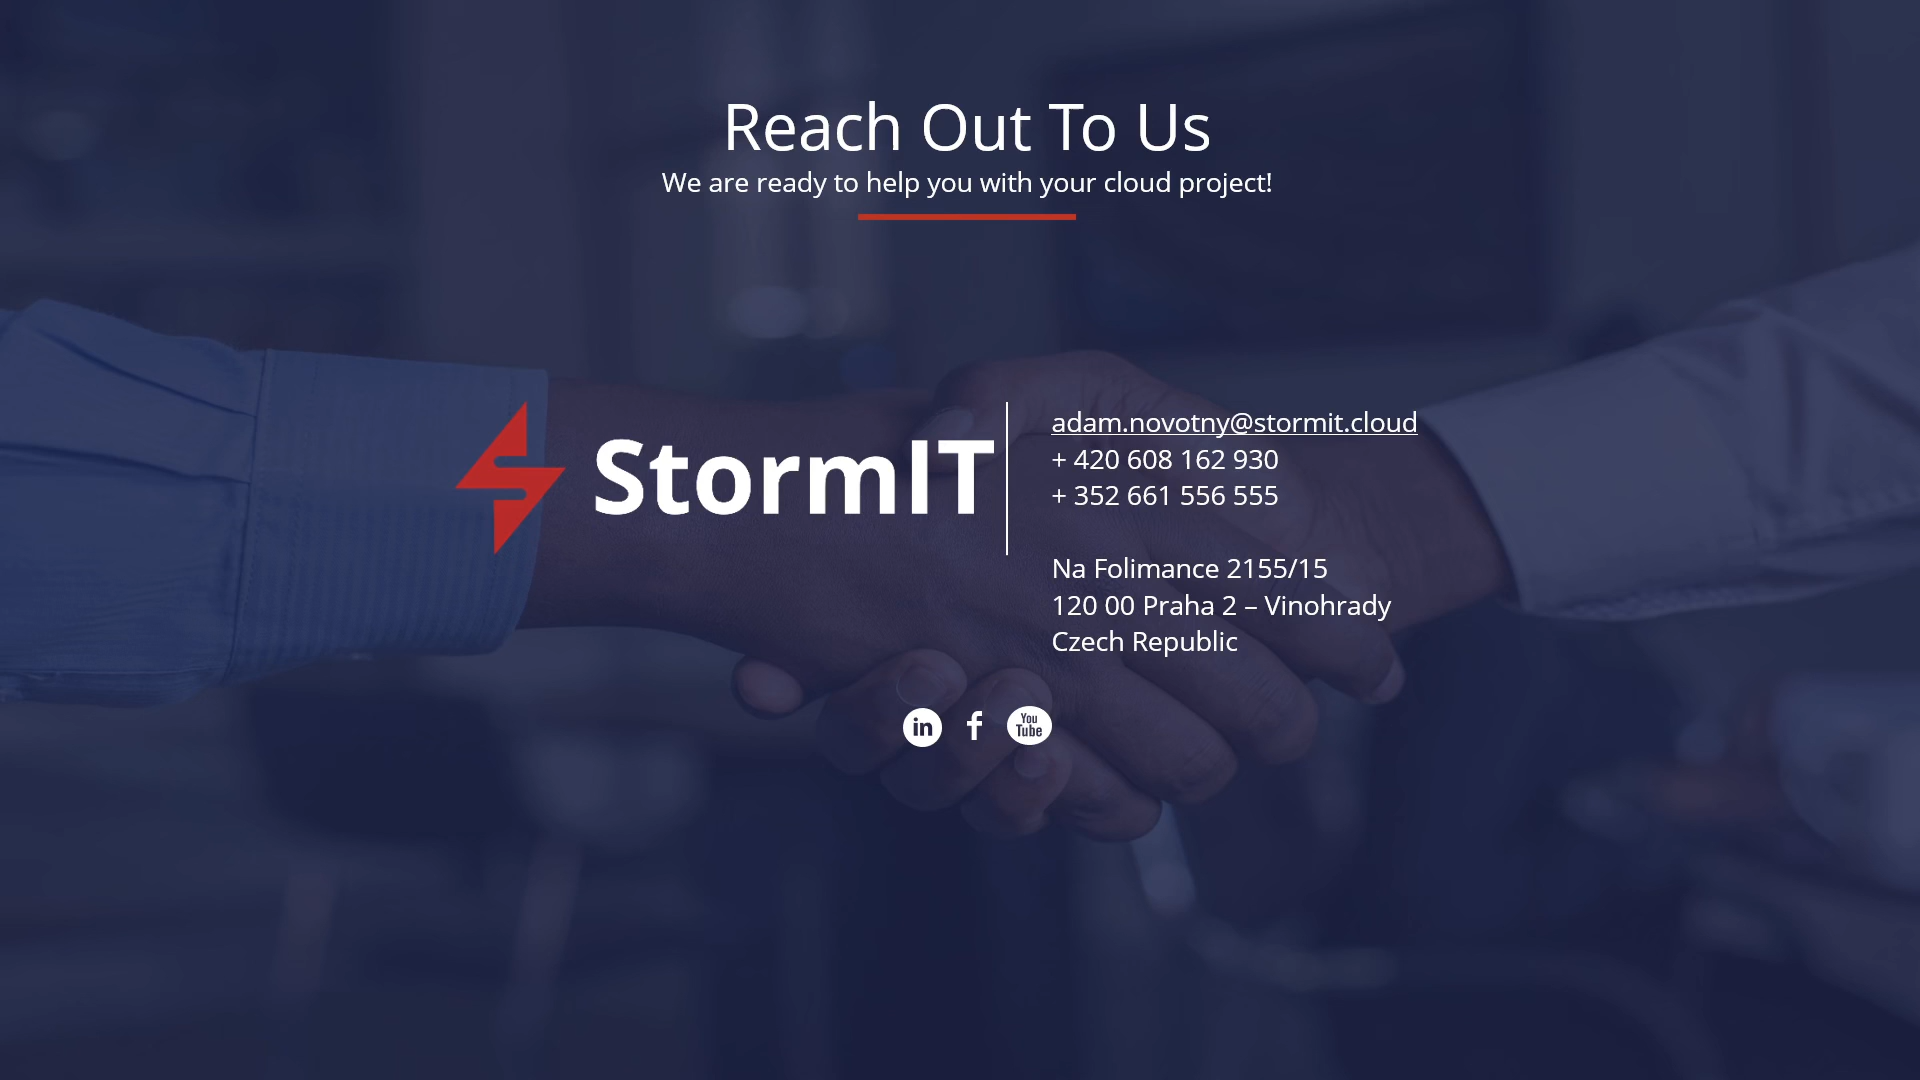 Reach Out To Us
We are ready to help you with your cloud project!
StormIT
adam.novotny@stormit.cloud
+ 420 608 162 930
+ 352 661 556 555
Na Folimance 2155/15
120 00 Praha 2 – Vinohrady
Czech Republic
in f You Tube